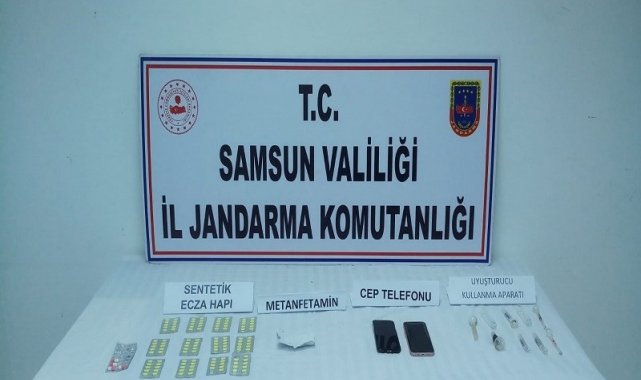 T.C.
SAMSUN VALİLİĞİ
İL JANDARMA KOMUTANLIĞI
SENTETİK
ECZA HAPI
METANFETAMİN
CEP TELEFONU
UYUŞTURUCU
KULLANMA APARATI